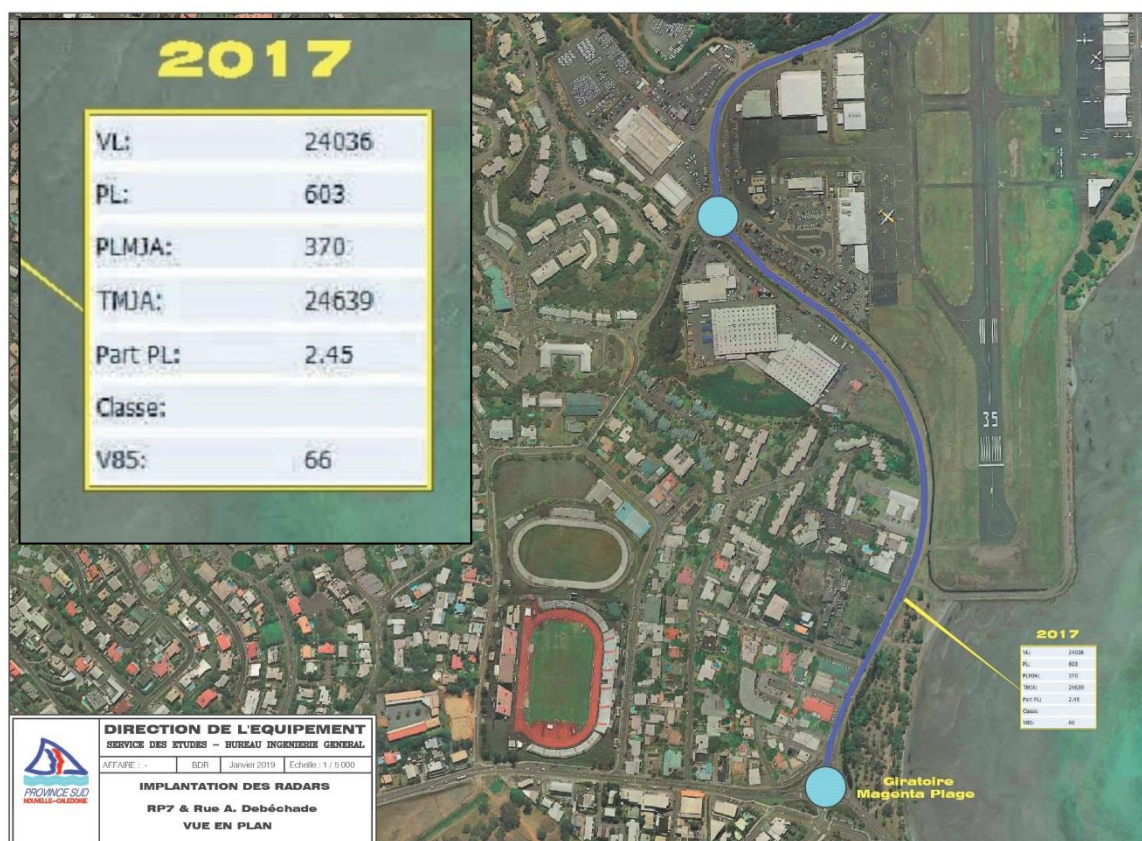 2017
VL: 24036
PL: 603
PLMJA: 370
TMJA: 24639
Part PL: 2.45
Classe:
V85: 66
35
2017
VL: 24036
PL: 603
PLMJA: 370
TMJA: 24639
Part PL: 2.45
Classe:
V85: 66
Giratoire
Magenta Plage
PROVINCE SUD
NOUVELLE-CALEDONIE
DIRECTION DE L'EQUIPEMENT
SERVICE DES ETUDES – BUREAU INGENIERIE GENERAL
AFFAIRE : - BDR Janvier 2019 Echelle : 1 / 5 000
IMPLANTATION DES RADARS
RP7 & Rue A. Debéchade
VUE EN PLAN